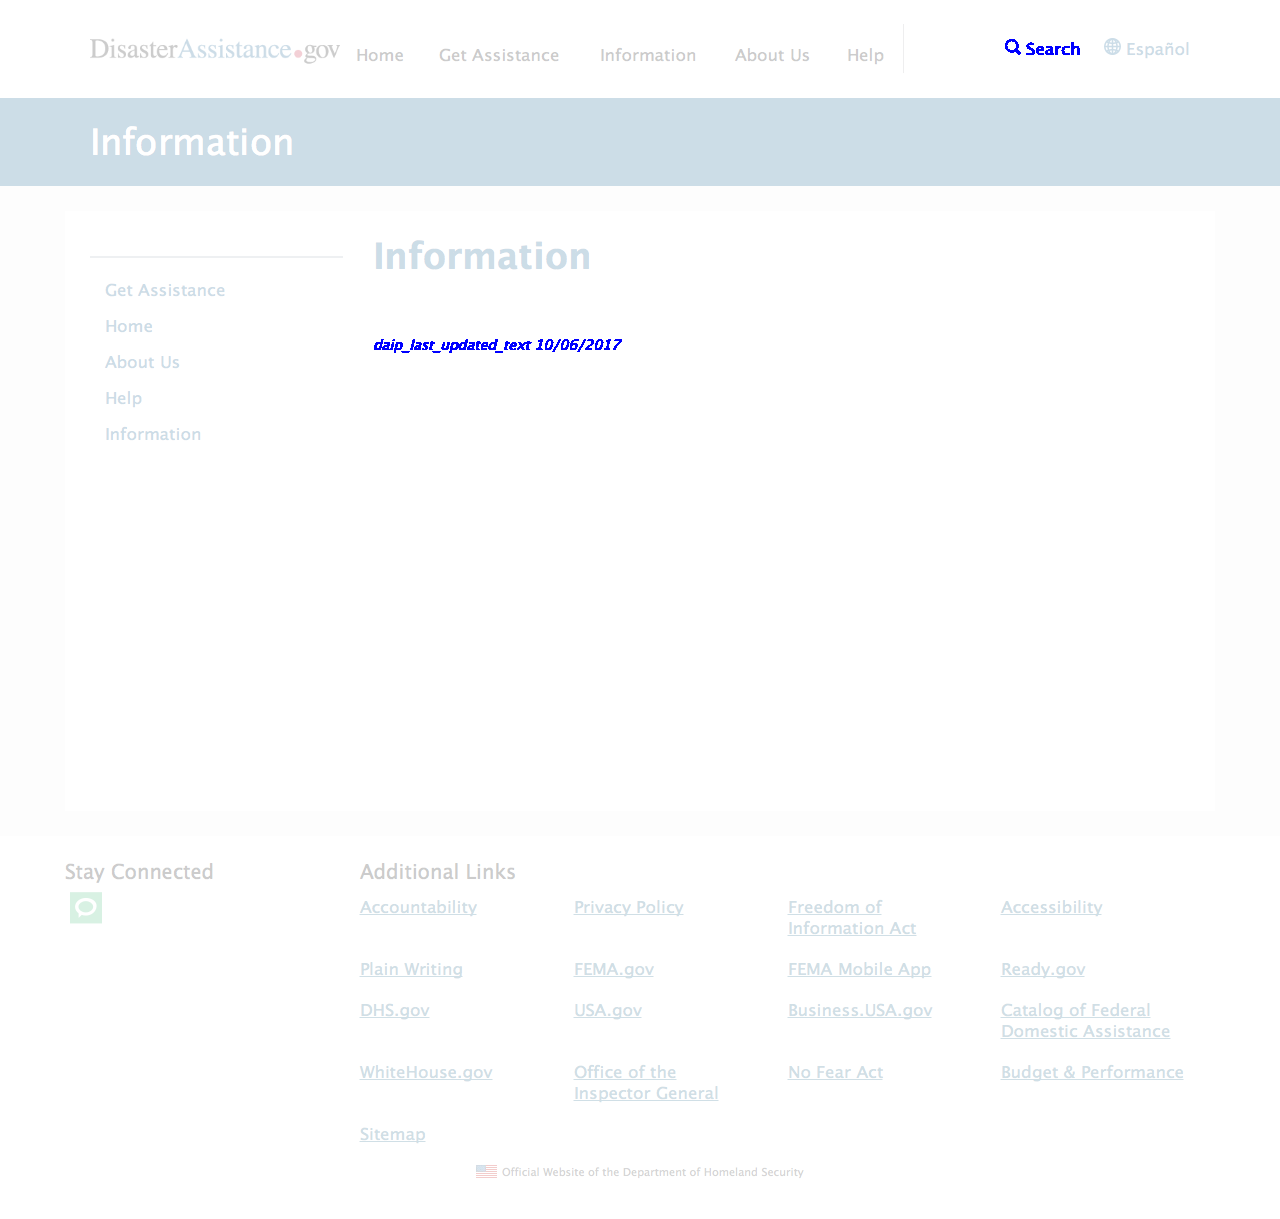 DisasterAssistance.gov
Home Get Assistance Information About Us Help
Search Español
Information
Information
Get Assistance
Home
About Us
Help
Information
daip_last_updated_text 10/06/2017
Stay Connected
Additional Links
Accountability
Privacy Policy
Freedom of
Information Act
Accessibility
Plain Writing
FEMA.gov
FEMA Mobile App
Ready.gov
DHS.gov
USA.gov
Business.USA.gov
Catalog of Federal
Domestic Assistance
WhiteHouse.gov
Office of the
Inspector General
No Fear Act
Budget & Performance
Sitemap
Official Website of the Department of Homeland Security